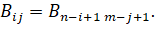 B_{ij} = B_{n-i+1 m-j+1}.